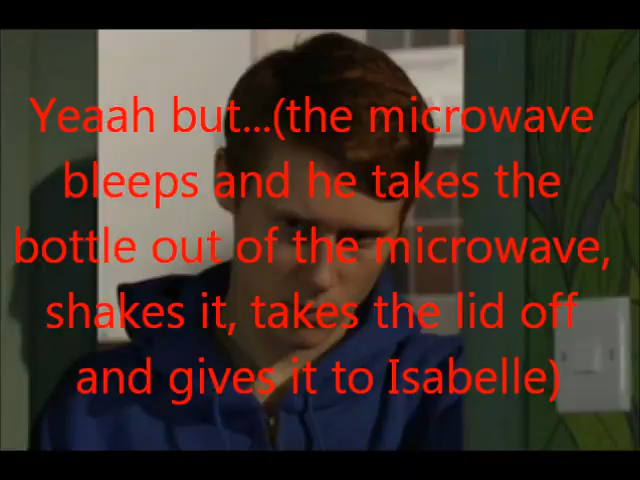 Yeaah but...(the microwave
bleeps and he takes the
bottle out of the microwave,
shakes it, takes the lid off
and gives it to Isabelle)